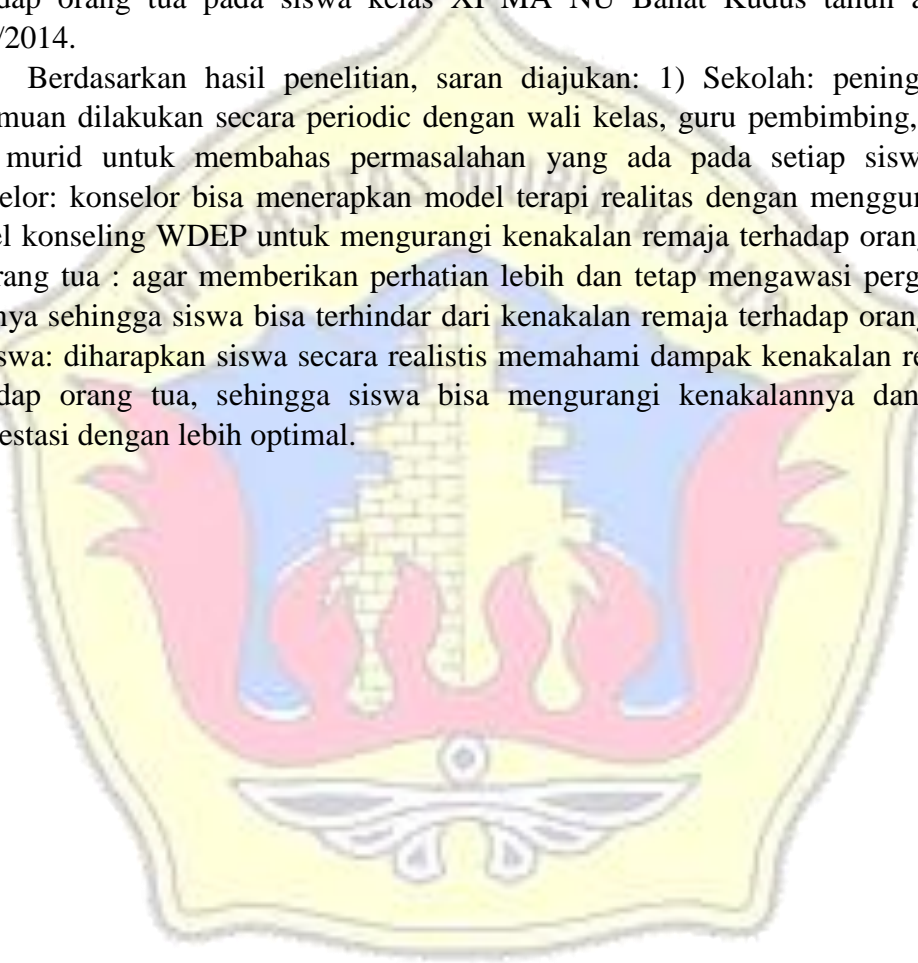 dap orang tua pada siswa kelas XI MA NU Banat Kudus tahun a
/2014.
Berdasarkan hasil penelitian, saran diajukan: 1) Sekolah: pening
muan dilakukan secara periodic dengan wali kelas, guru pembimbing,
murid untuk membahas permasalahan yang ada pada setiap sisw
elor: konselor bisa menerapkan model terapi realitas dengan menggun
el konseling WDEP untuk mengurangi kenakalan remaja terhadap orang
rang tua : agar memberikan perhatian lebih dan tetap mengawasi perg
nya sehingga siswa bisa terhindar dari kenakalan remaja terhadap orang
swa: diharapkan siswa secara realistis memahami dampak kenakalan re
dap orang tua, sehingga siswa bisa mengurangi kenakalannya dan
estasi dengan lebih optimal.
UNIVERSITAS MURIA KUDUS